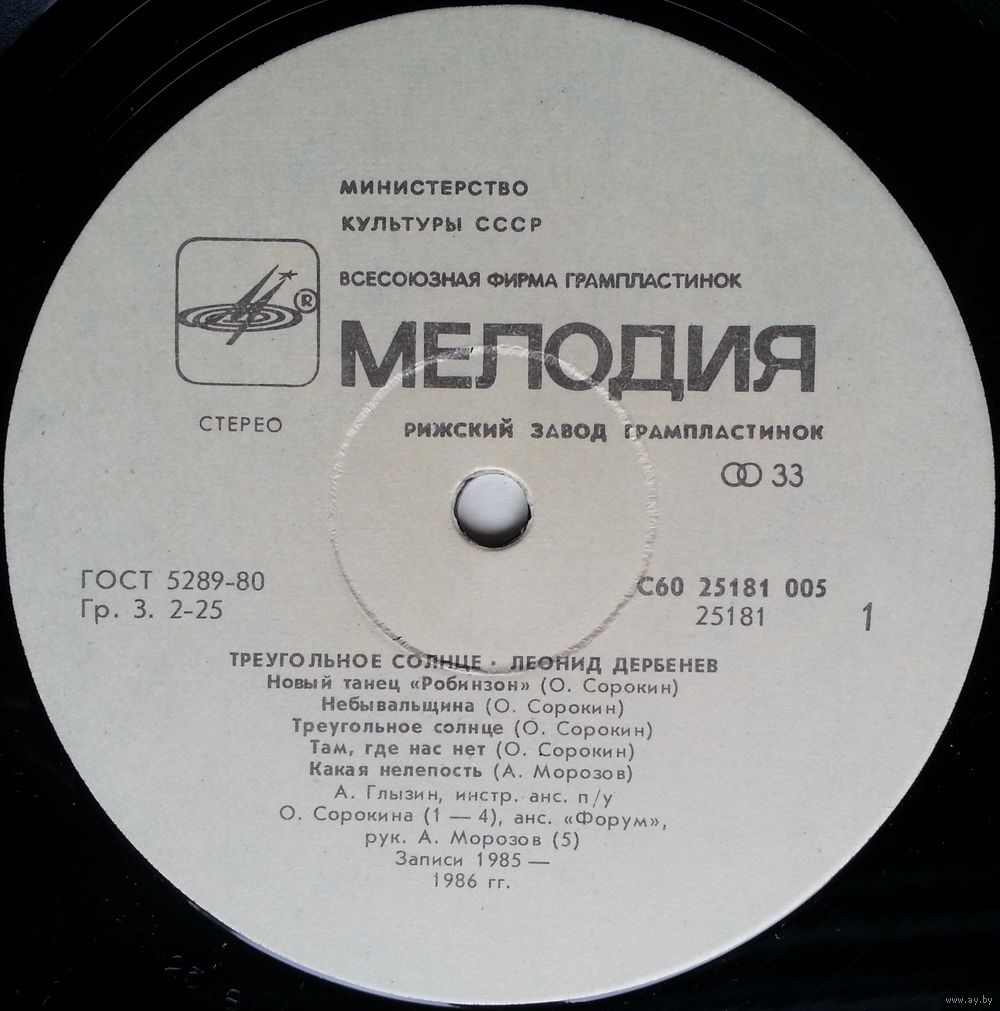 МИНИСТЕРСТВО
КУЛЬТУРЫ СССР
ВСЕСОЮЗНАЯ ФИРМА ГРАМПЛАСТИНОК
®
МЕЛОДИЯ
СТЕРЕО
РИЖСКИЙ ЗАВОД ГРАМПЛАСТИНОК
33
ГОСТ 5289-80
Гр. 3. 2-25
С60 25181 005
25181
1
ТРЕУГОЛЬНОЕ СОЛНЦЕ · ЛЕОНИД ДЕРБЕНЕВ
Новый танец «Робинзон» (О. Сорокин)
Небывальщина (О. Сорокин)
Треугольное солнце (О. Сорокин)
Там, где нас нет (О. Сорокин)
Какая нелепость (А. Морозов)
А. Глызин, инстр. анс. п/у
О. Сорокина (1 — 4), анс. «Форум»,
рук. А. Морозов (5)
Записи 1985 —
1986 гг.
www.ay.by